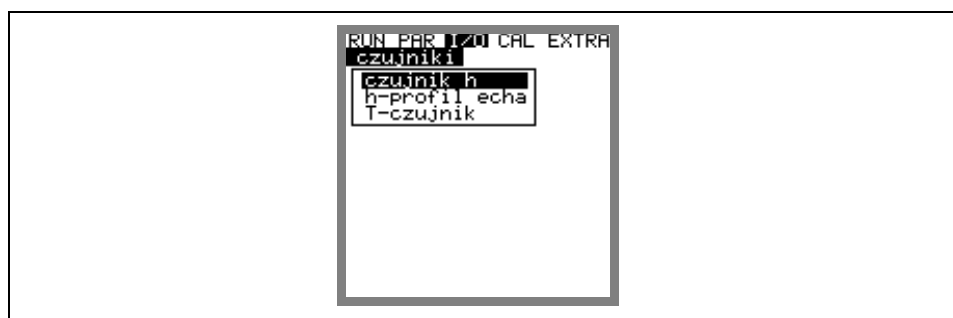 RUN PAR I/O CAL EXTRA
czujniki
czujnik h
h-profil echa
T-czujnik